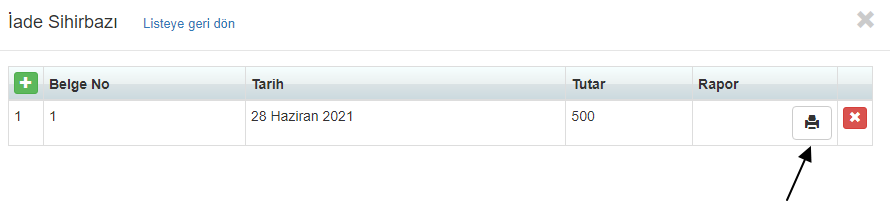 İade Sihirbazı Listeye geri dön
Belge No Tarih Tutar Rapor
1 1 28 Haziran 2021 500